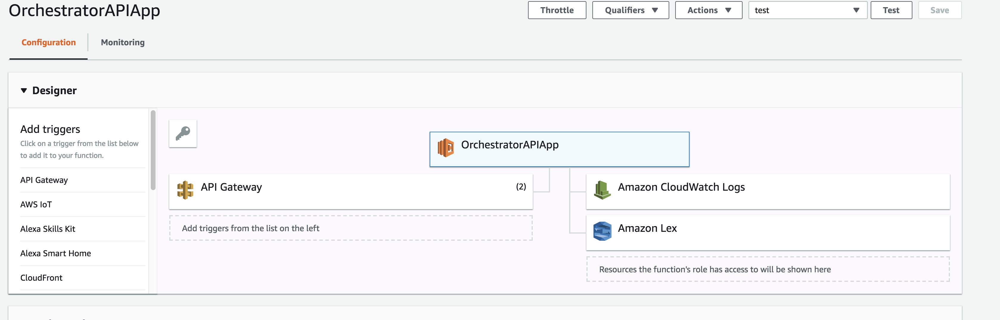 OrchestratorAPIApp
Throttle
Qualifiers
Actions
test
Test
Save
Configuration
Monitoring
Designer
Add triggers
Click on a trigger from the list below
to add it to your function.
API Gateway
AWS IoT
Alexa Skills Kit
Alexa Smart Home
CloudFront
OrchestratorAPIApp
API Gateway
(2)
Add triggers from the list on the left
Amazon CloudWatch Logs
Amazon Lex
Resources the function's role has access to will be shown here